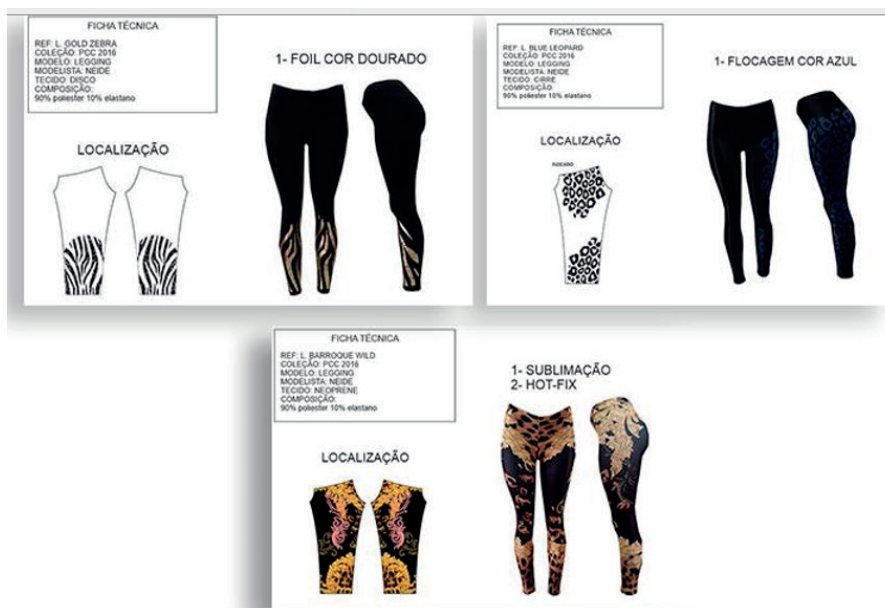 FICHA TÉCNICA
REF: L. GOLD ZEBRA
COLEÇÃO: PCC 2016
MODELO: LEGGING
MODELISTA: NEIDE
TECIDO: DISCO
COMPOSIÇÃO:
90% poliester 10% elastano
1- FOIL COR DOURADO
LOCALIZAÇÃO
FICHA TÉCNICA
REF: L. BLUE LEOPARD
COLEÇÃO: PCC 2016
MODELO: LEGGING
MODELISTA: NEIDE
TECIDO: CIRRE
COMPOSIÇÃO:
90% poliester 10% elastano
1- FLOCAGEM COR AZUL
LOCALIZAÇÃO
FLOCADO
FICHA TÉCNICA
REF: L. BARROQUE WILD
COLEÇÃO: PCC 2016
MODELO: LEGGING
MODELISTA: NEIDE
TECIDO: NEOPRENE
COMPOSIÇÃO:
90% poliester 10% elastano
1- SUBLIMAÇÃO
2- HOT-FIX
LOCALIZAÇÃO